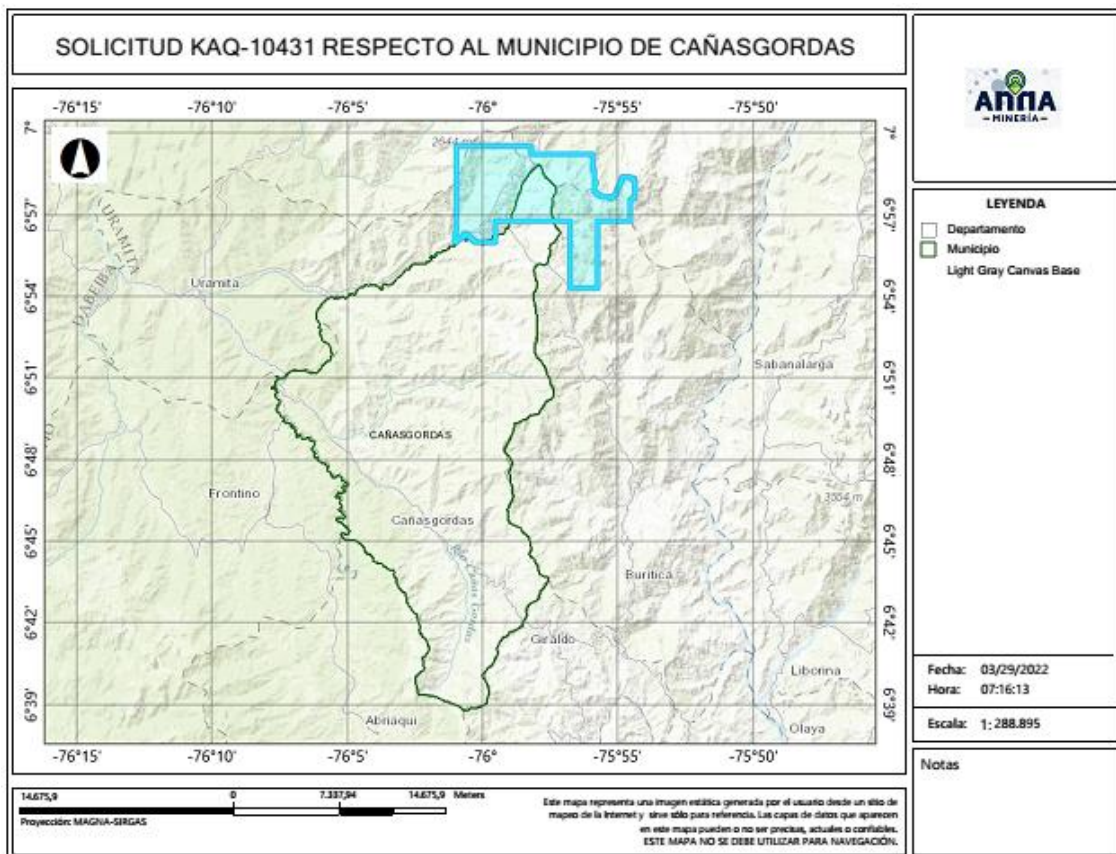 SOLICITUD KAQ-10431 RESPECTO AL MUNICIPIO DE CAÑASGORDAS
ANNA
–MINERÍA–
-76°15' -76°10' -76°5' -76° -75°55' -75°50'
7° 7°
2644 m
6°57' 6°57'
URAMITA
DABEIBA
Uramita
6°54' 6°54'
Sabanalarga
6°51' 6°51'
CAÑASGORDAS
6°48' 6°48'
Frontino
3554 m
Cañasgordas
6°45' 6°45'
Río Cañas Gordas
Buriticá
6°42' 6°42'
Giraldo
Liborina
6°39' 6°39'
Abriaquí
Olaya
-76°15' -76°10' -76°5' -76° -75°55' -75°50'
LEYENDA
Departamento
Municipio
Light Gray Canvas Base
Fecha: 03/29/2022
Hora: 07:16:13
Escala: 1: 288.895
Notas
14.675,9 0 7.337,94 14.675,9 Meters
Proyección: MAGNA-SIRGAS
Este mapa representa una imagen estática generada por el usuario desde un sitio de
mapeo de la Internet y sirve sólo para referencia. Las capas de datos que aparecen
en este mapa pueden o no ser precisas, actuales o confiables.
ESTE MAPA NO SE DEBE UTILIZAR PARA NAVEGACIÓN.